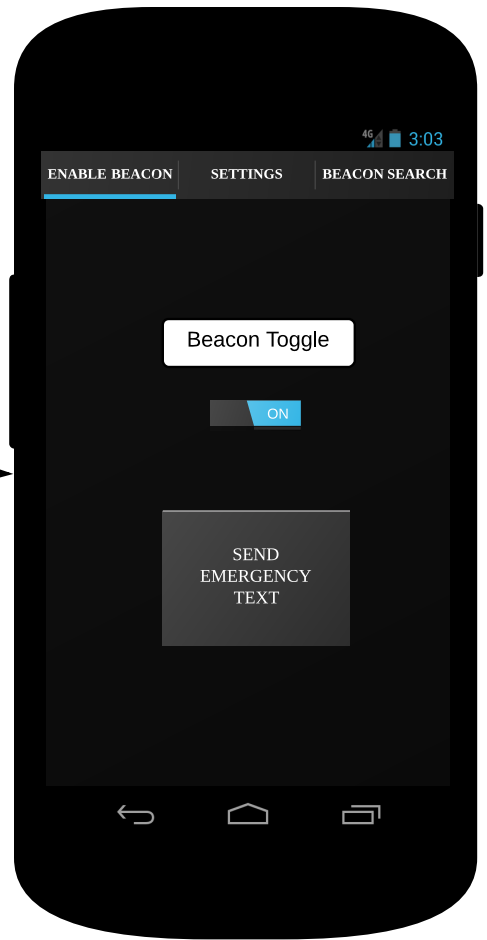 4G 3:03
ENABLE BEACON SETTINGS BEACON SEARCH
Beacon Toggle
ON
SEND
EMERGENCY
TEXT